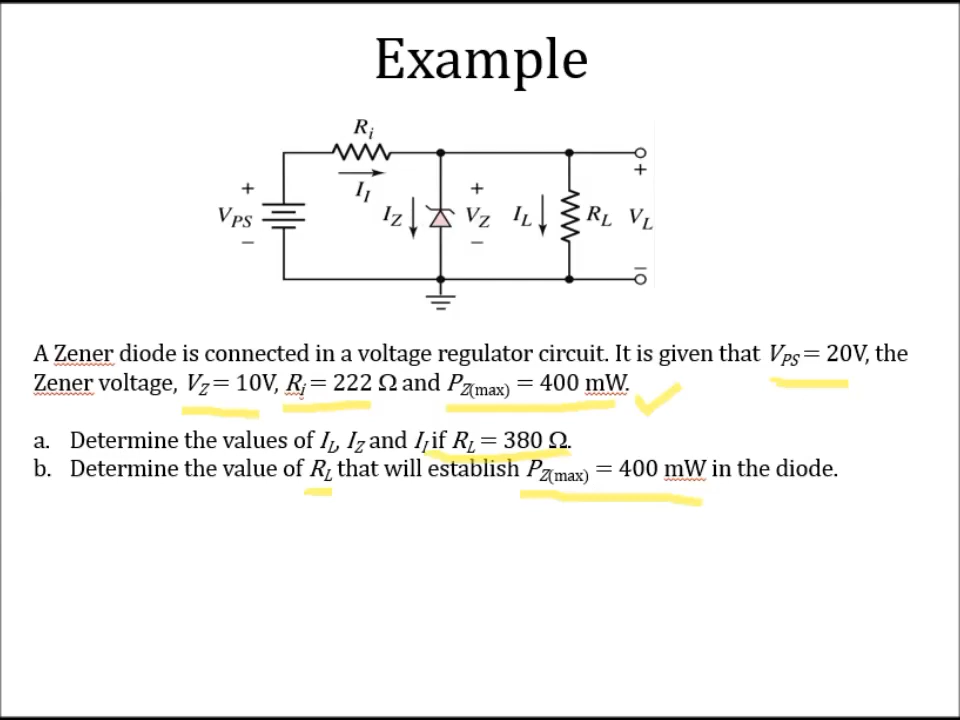 Example
R_i
+
+
+
I_I
V_PS
I_Z
V_Z
I_L
R_L
V_L
−
−
−
A Zener diode is connected in a voltage regulator circuit. It is given that V_PS = 20V, the
Zener voltage, V_Z = 10V, R_i = 222 Ω and P_Z(max) = 400 mW.
a. Determine the values of I_L, I_Z and I_I if R_L = 380 Ω.
b. Determine the value of R_L that will establish P_Z(max) = 400 mW in the diode.